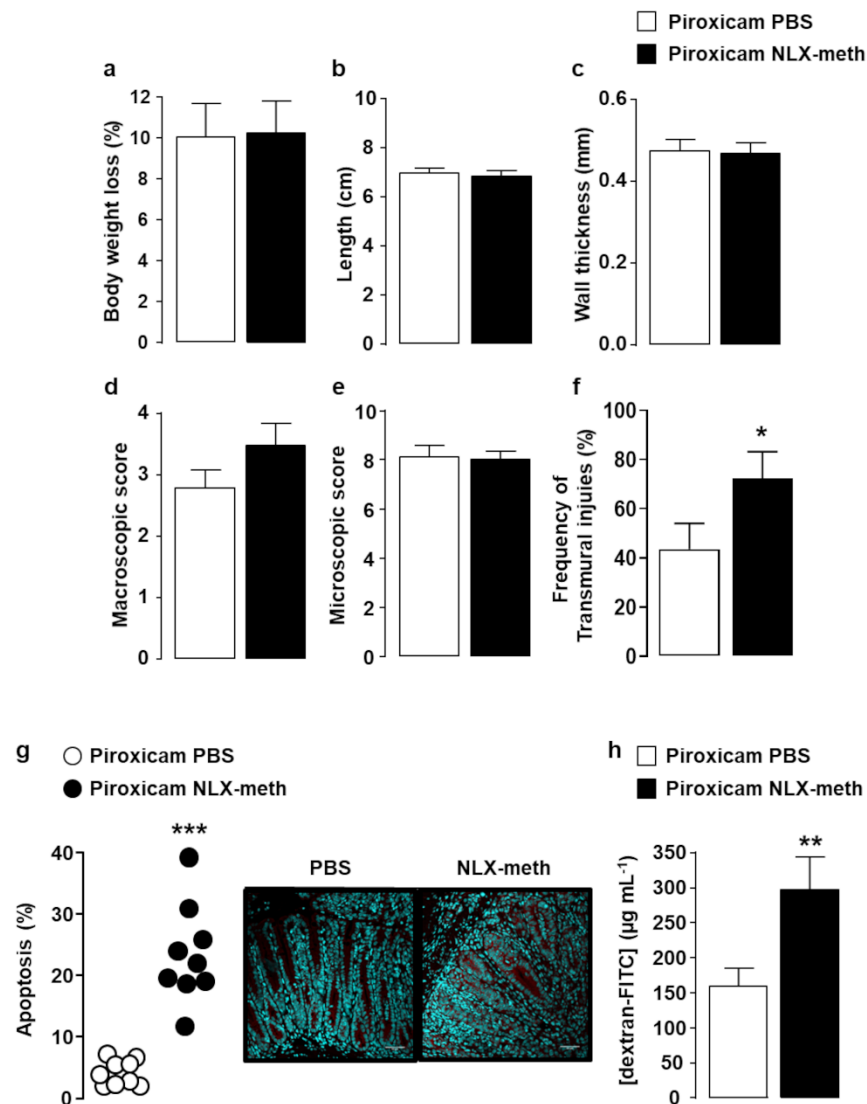 Piroxicam PBS
Piroxicam NLX-meth
a
b
c
12
10
8
6
4
2
0
Body weight loss (%)
10
8
6
4
2
0
Length (cm)
0.6
0.4
0.2
0.0
Wall thickness (mm)
d
e
f
4
3
2
1
0
Macroscopic score
10
8
6
4
2
0
Microscopic score
100
80
60
40
20
0
Frequency of
Transmural injuies (%)
*
g
Piroxicam PBS
Piroxicam NLX-meth
h
Piroxicam PBS
Piroxicam NLX-meth
***
40
30
20
10
0
Apoptosis (%)
PBS
NLX-meth
**
350
300
250
200
150
100
50
0
[dextran-FITC] (µg mL⁻¹)